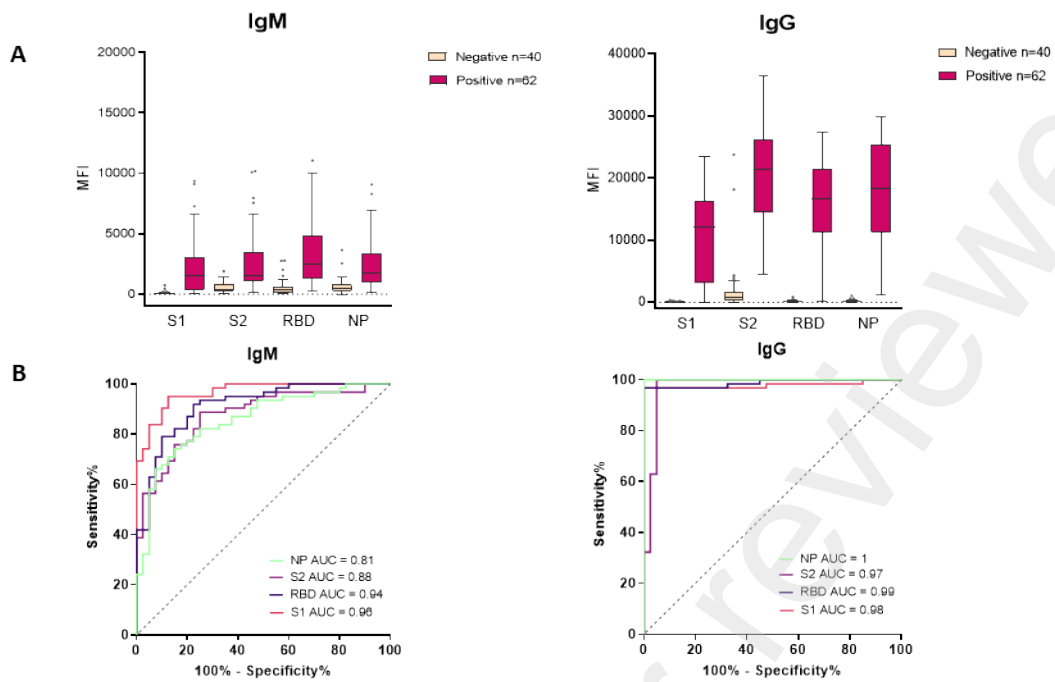 A
IgM
20000
15000
10000
5000
0
MFI
Negative n=40
Positive n=62
S1 S2 RBD NP
IgG
40000
30000
20000
10000
0
MFI
Negative n=40
Positive n=62
S1 S2 RBD NP
B
IgM
100
80
60
40
20
0
Sensitivity%
NP AUC = 0.81
S2 AUC = 0.88
RBD AUC = 0.94
S1 AUC = 0.96
0 20 40 60 80 100
100% - Specificity%
IgG
100
80
60
40
20
0
Sensitivity%
NP AUC = 1
S2 AUC = 0.97
RBD AUC = 0.99
S1 AUC = 0.98
0 20 40 60 80 100
100% - Specificity%
r reviewe